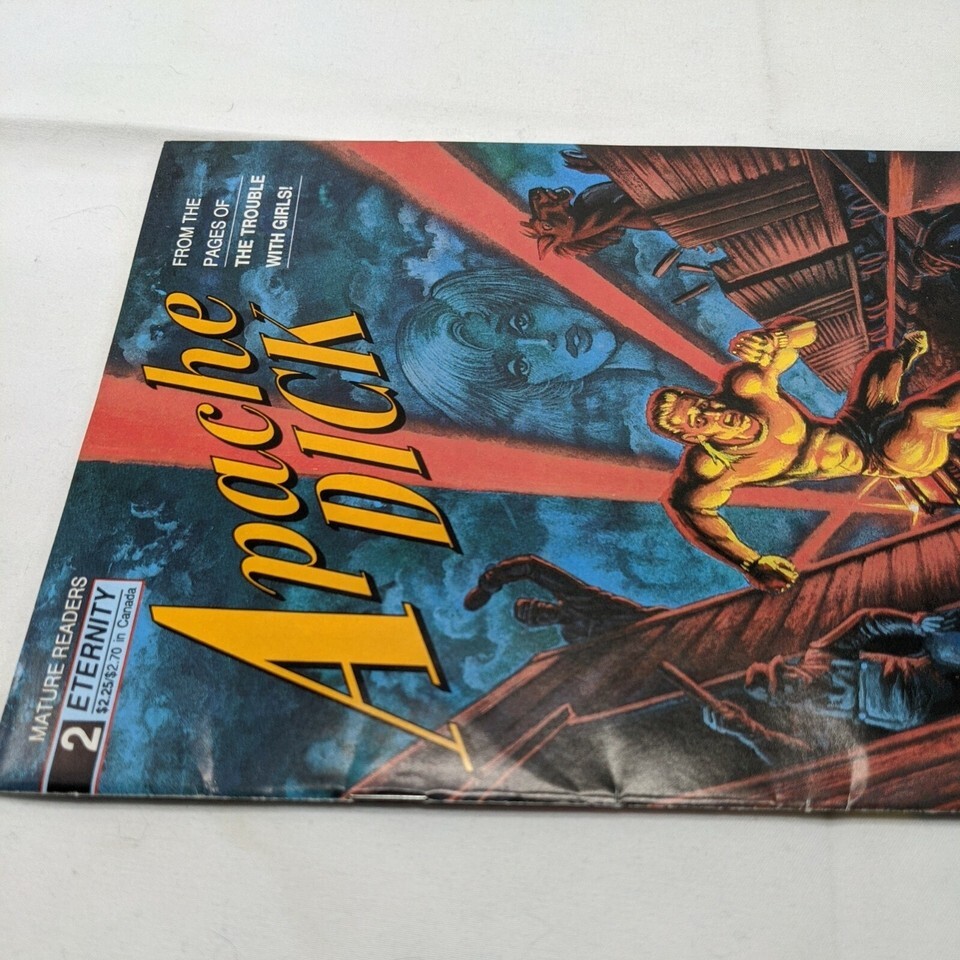 MATURE READERS
2 ETERNITY
$2.25/$2.70 in Canada
FROM THE
PAGES OF
THE TROUBLE
WITH GIRLS!
Apache
DICK